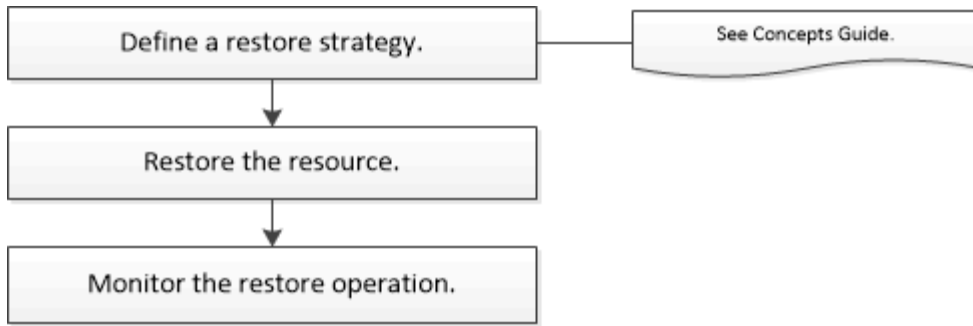 Define a restore strategy.
See Concepts Guide.
Restore the resource.
Monitor the restore operation.